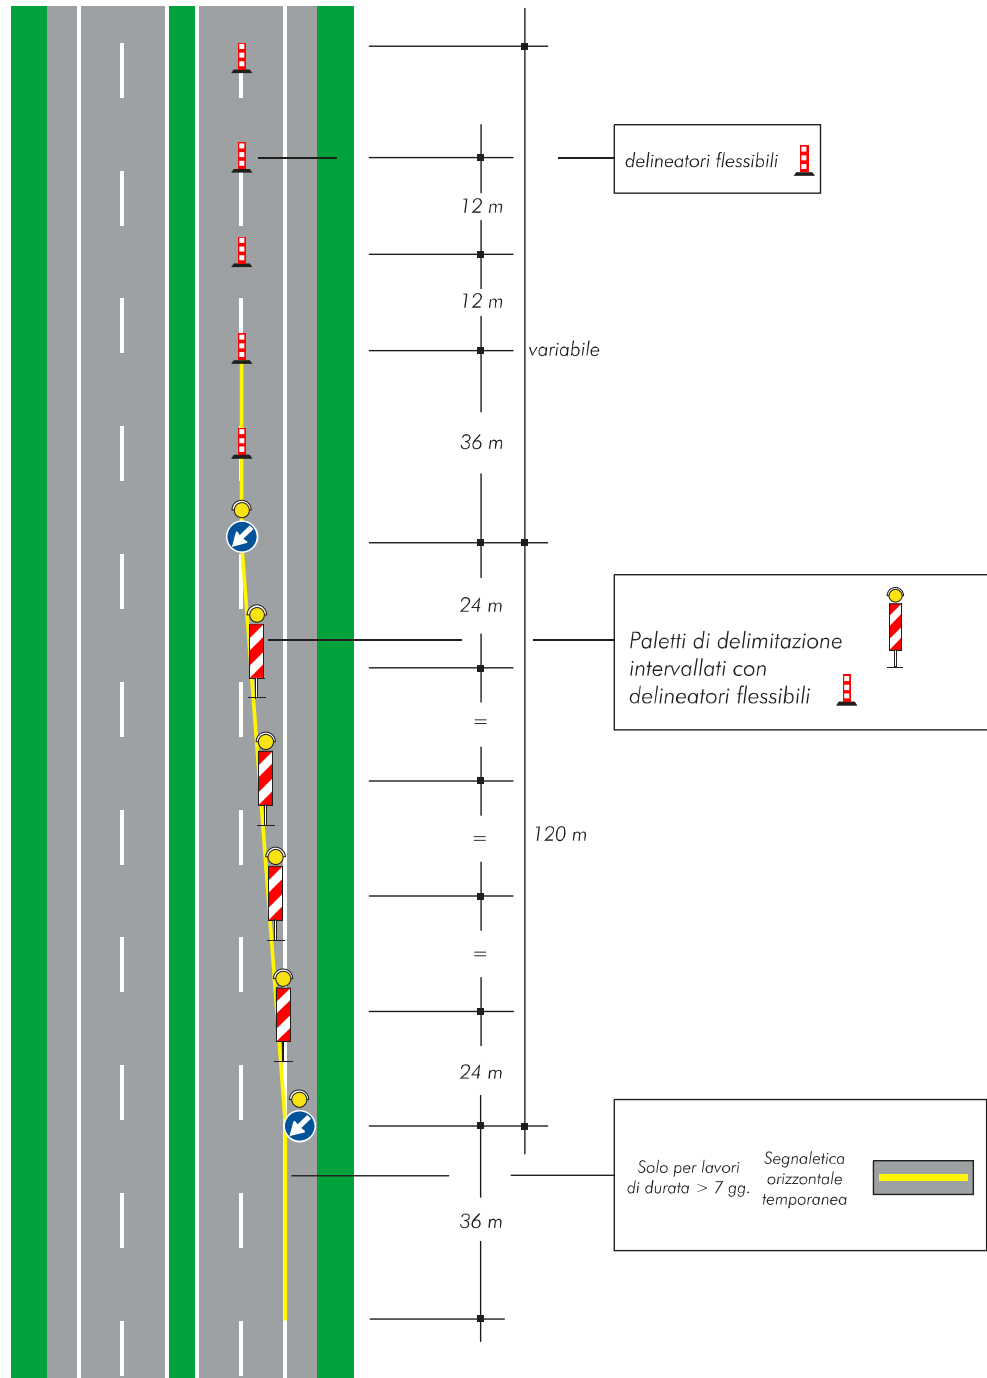 delineatori flessibili
12 m
12 m
variabile
36 m
24 m
Paletti di delimitazione
intervallati con
delineatori flessibili
=
120 m
=
=
24 m
Solo per lavori
di durata > 7 gg.
Segnaletica
orizzontale
temporanea
36 m